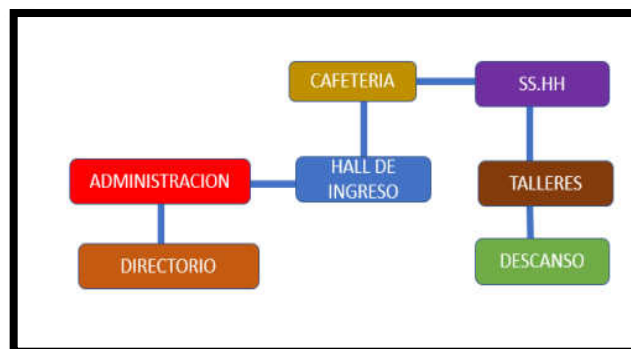 CAFETERIA
SS.HH
ADMINISTRACION
HALL DE
INGRESO
TALLERES
DIRECTORIO
DESCANSO